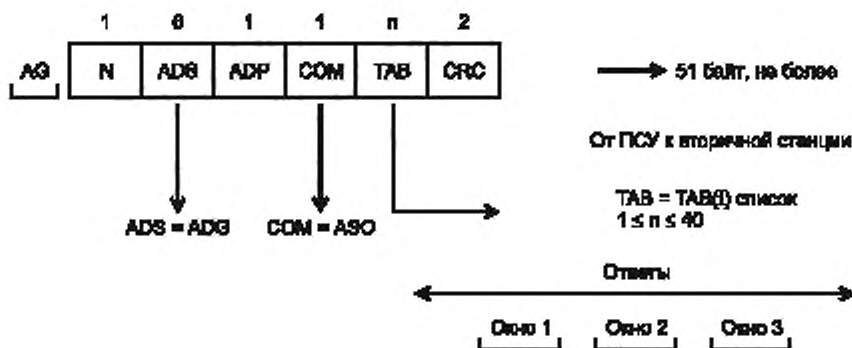 1 6 1 1 n 2
AG N ADS ADP COM TAB CRC
51 байт, не более
От ПСУ к вторичной станции
TAB = TAB(i) список
1 ≤ n ≤ 40
ADS = ADG COM = ASO
Ответы
Окно 1 Окно 2 Окно 3